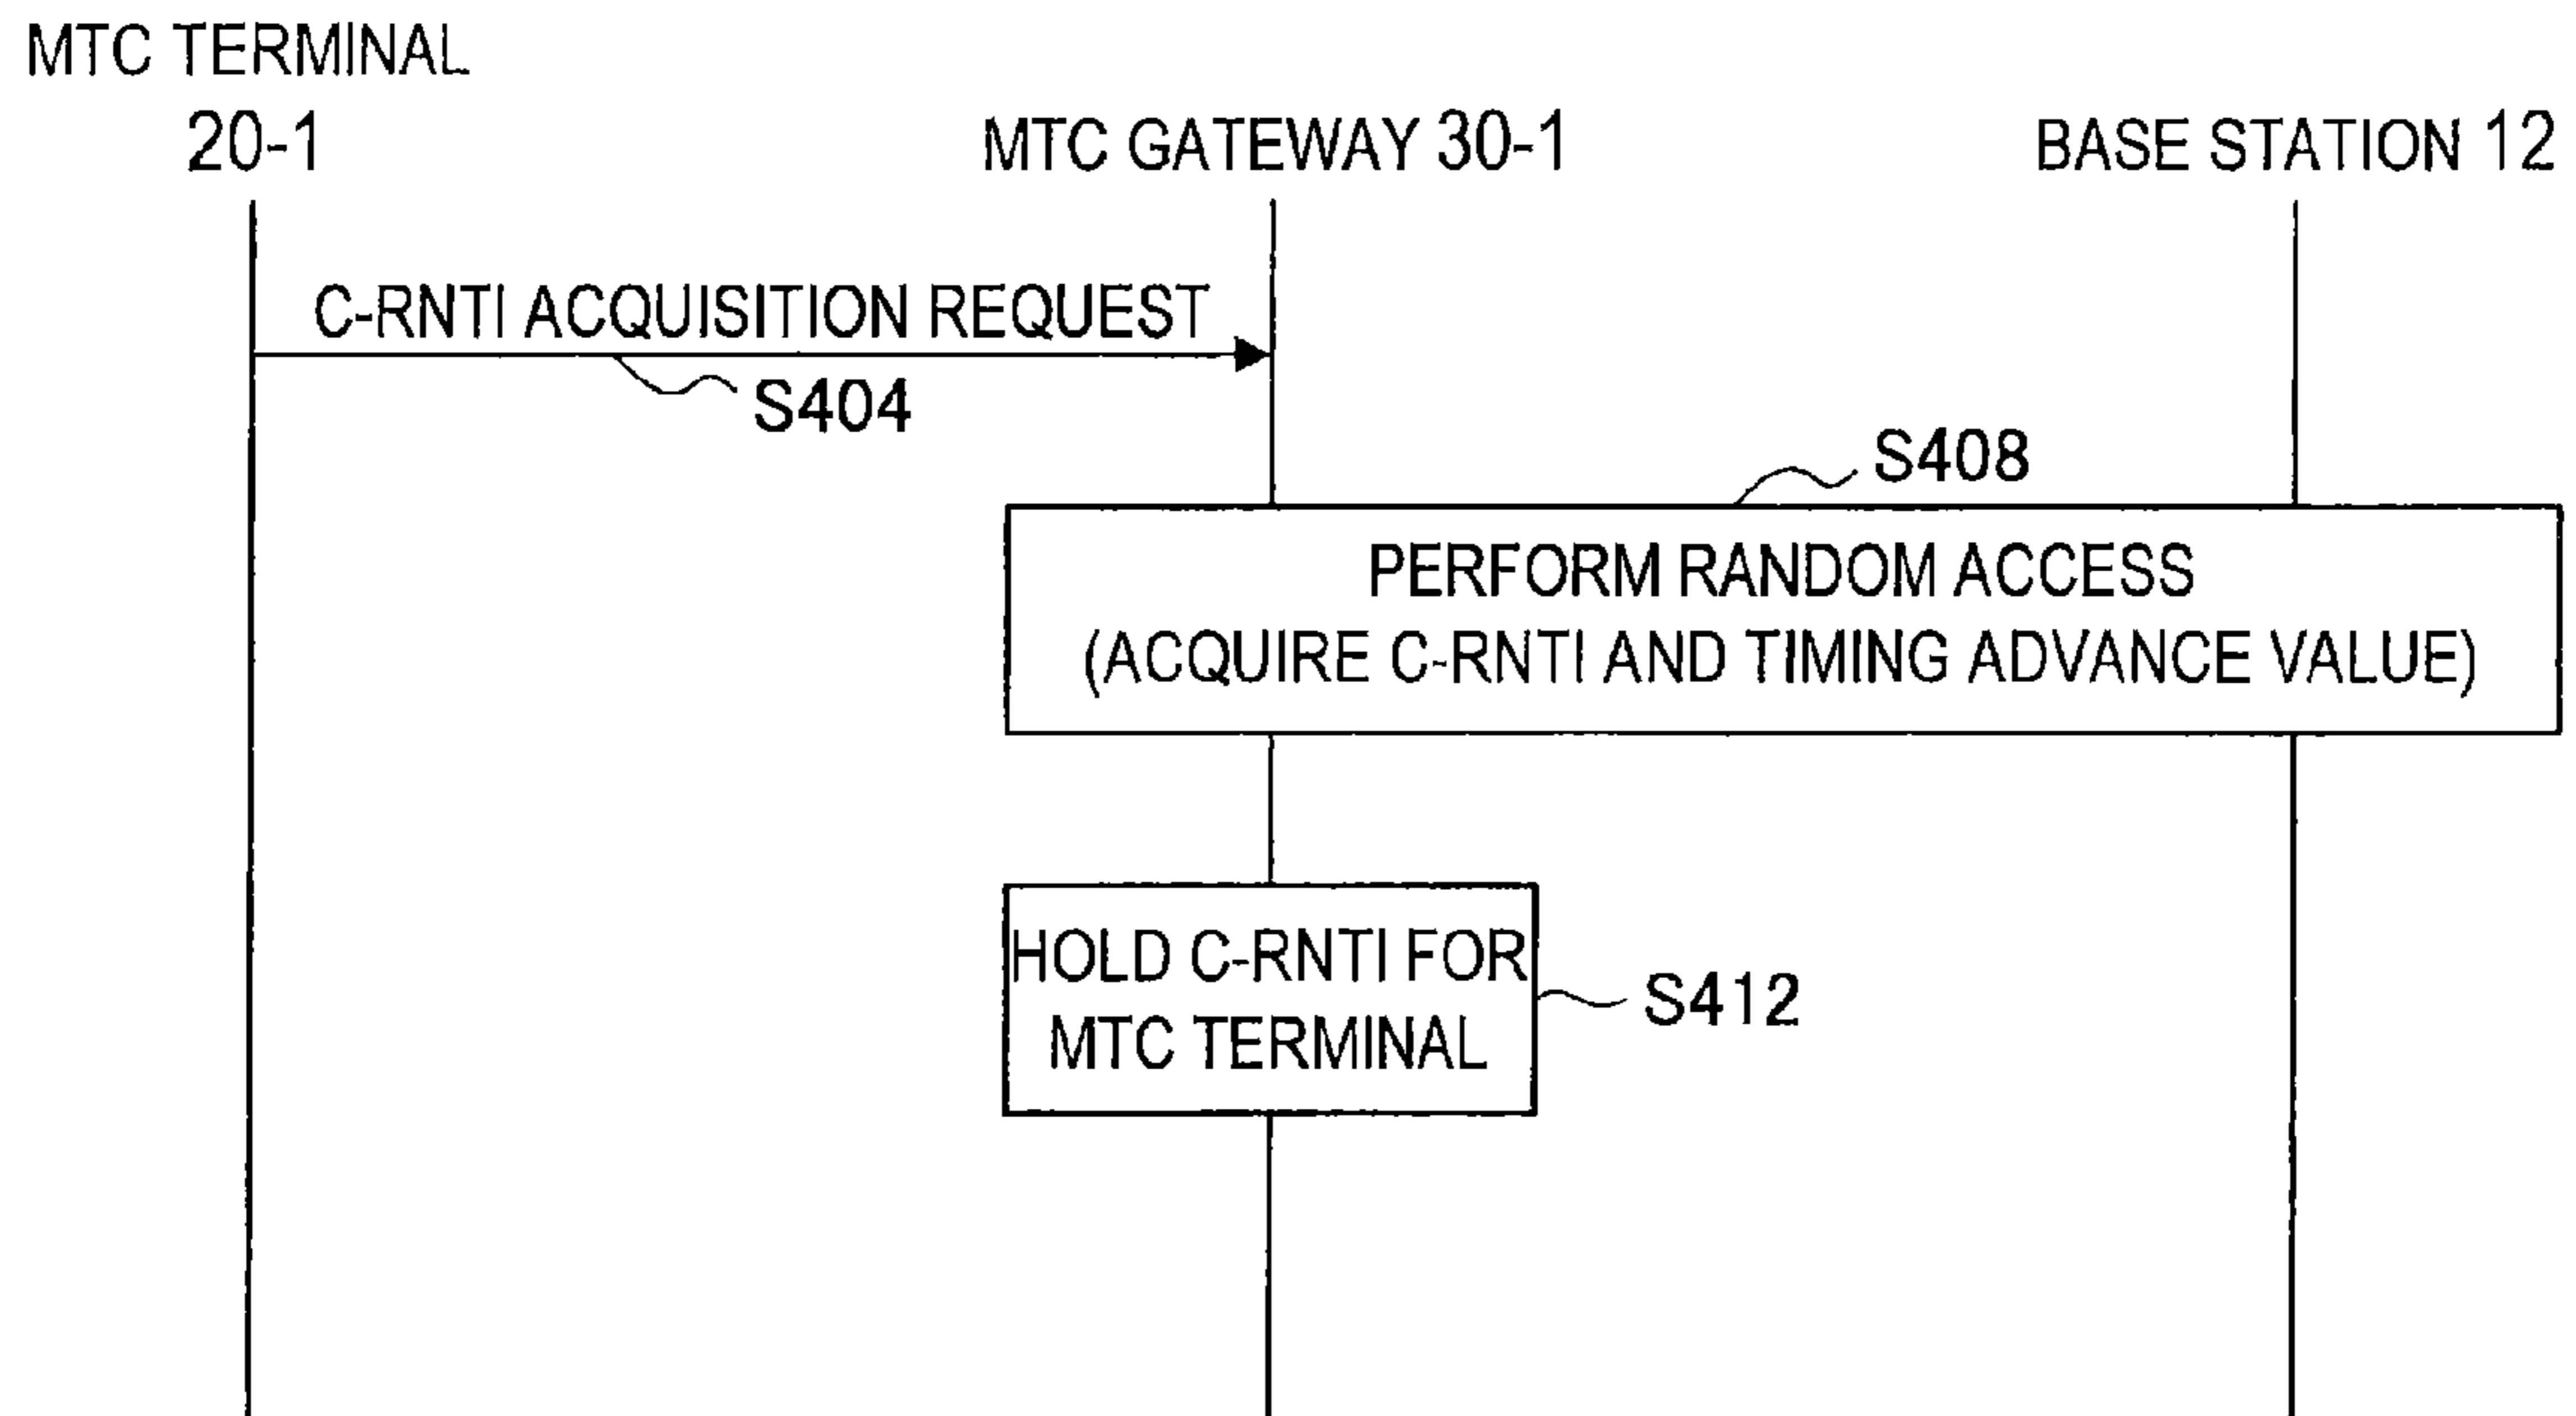 MTC TERMINAL
20-1
MTC GATEWAY 30-1
BASE STATION 12
C-RNTI ACQUISITION REQUEST
S404
S408
PERFORM RANDOM ACCESS
(ACQUIRE C-RNTI AND TIMING ADVANCE VALUE)
HOLD C-RNTI FOR
MTC TERMINAL
S412